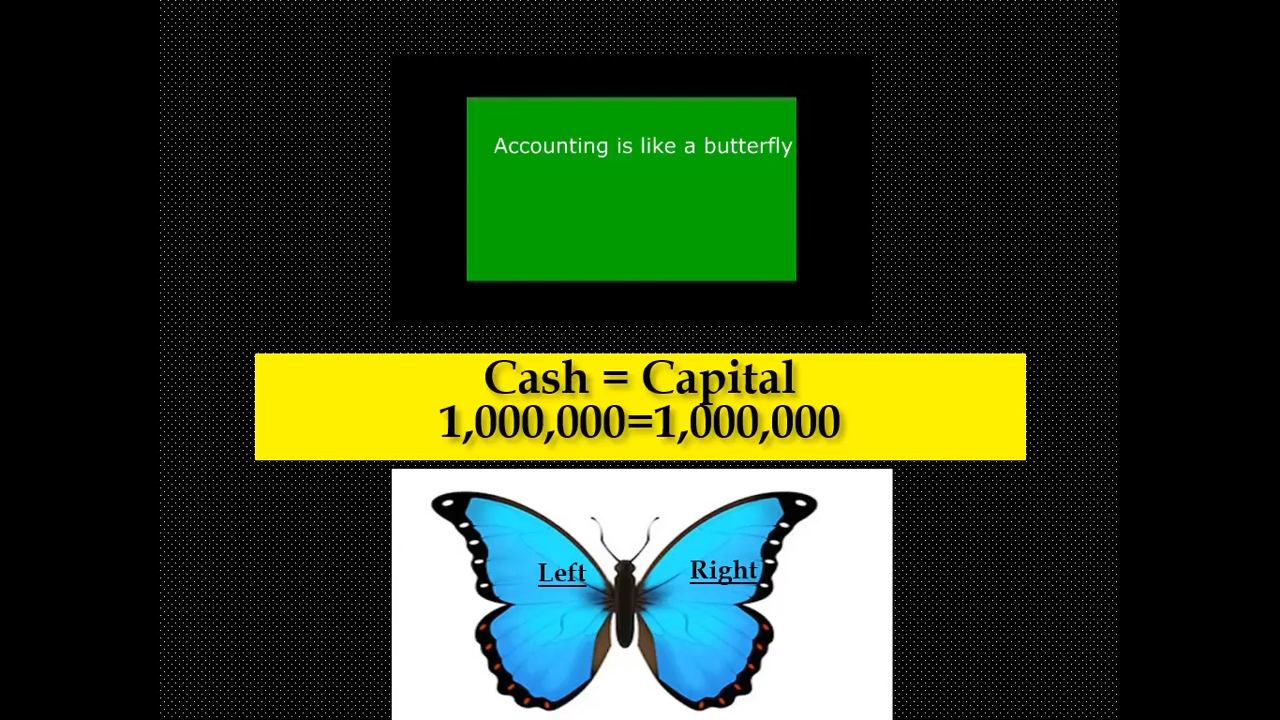 Accounting is like a butterfly
Cash = Capital
1,000,000=1,000,000
Left
Right